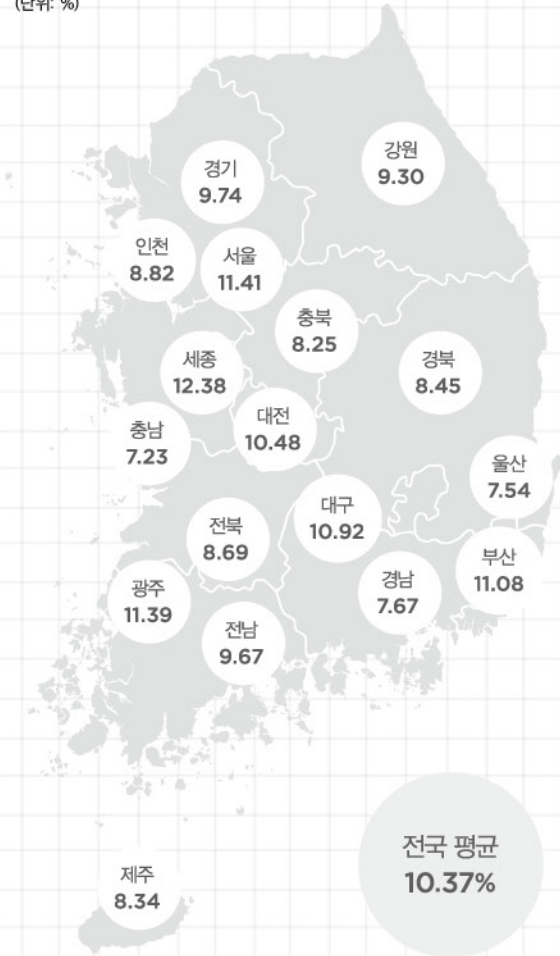 (단위: %)
강원
9.30
경기
9.74
인천
8.82
서울
11.41
충북
8.25
세종
12.38
경북
8.45
대전
10.48
충남
7.23
울산
7.54
대구
10.92
전북
8.69
부산
11.08
경남
7.67
광주
11.39
전남
9.67
전국 평균
10.37%
제주
8.34